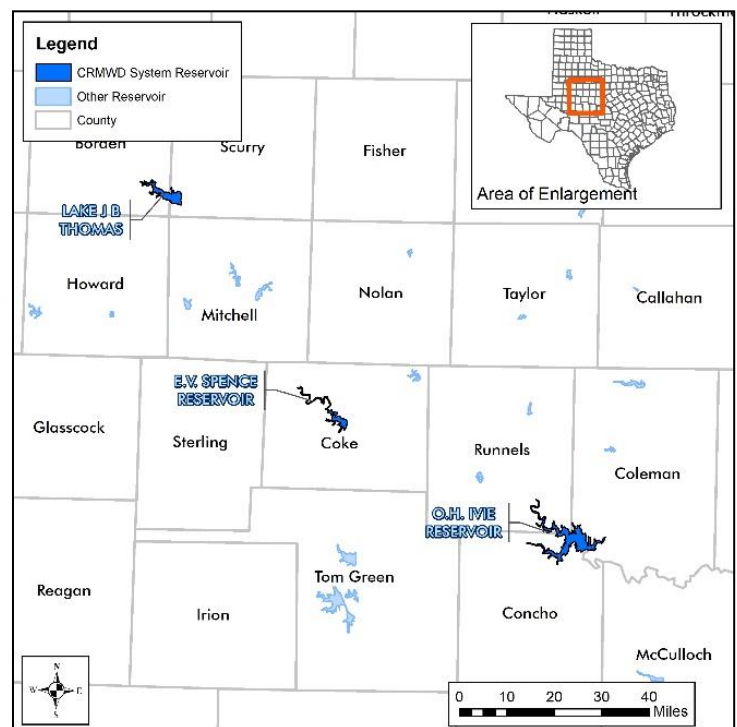 Legend
CRMWD System Reservoir
Other Reservoir
County
Area of Enlargement
Borden
Scurry
Fisher
LAKE J B
THOMAS
Howard
Mitchell
Nolan
Taylor
Callahan
E.V. SPENCE
RESERVOIR
Glasscock
Sterling
Coke
Runnels
Coleman
O.H. IVIE
RESERVOIR
Reagan
Irion
Tom Green
Concho
McCulloch
N
W
E
S
0 10 20 30 40
Miles